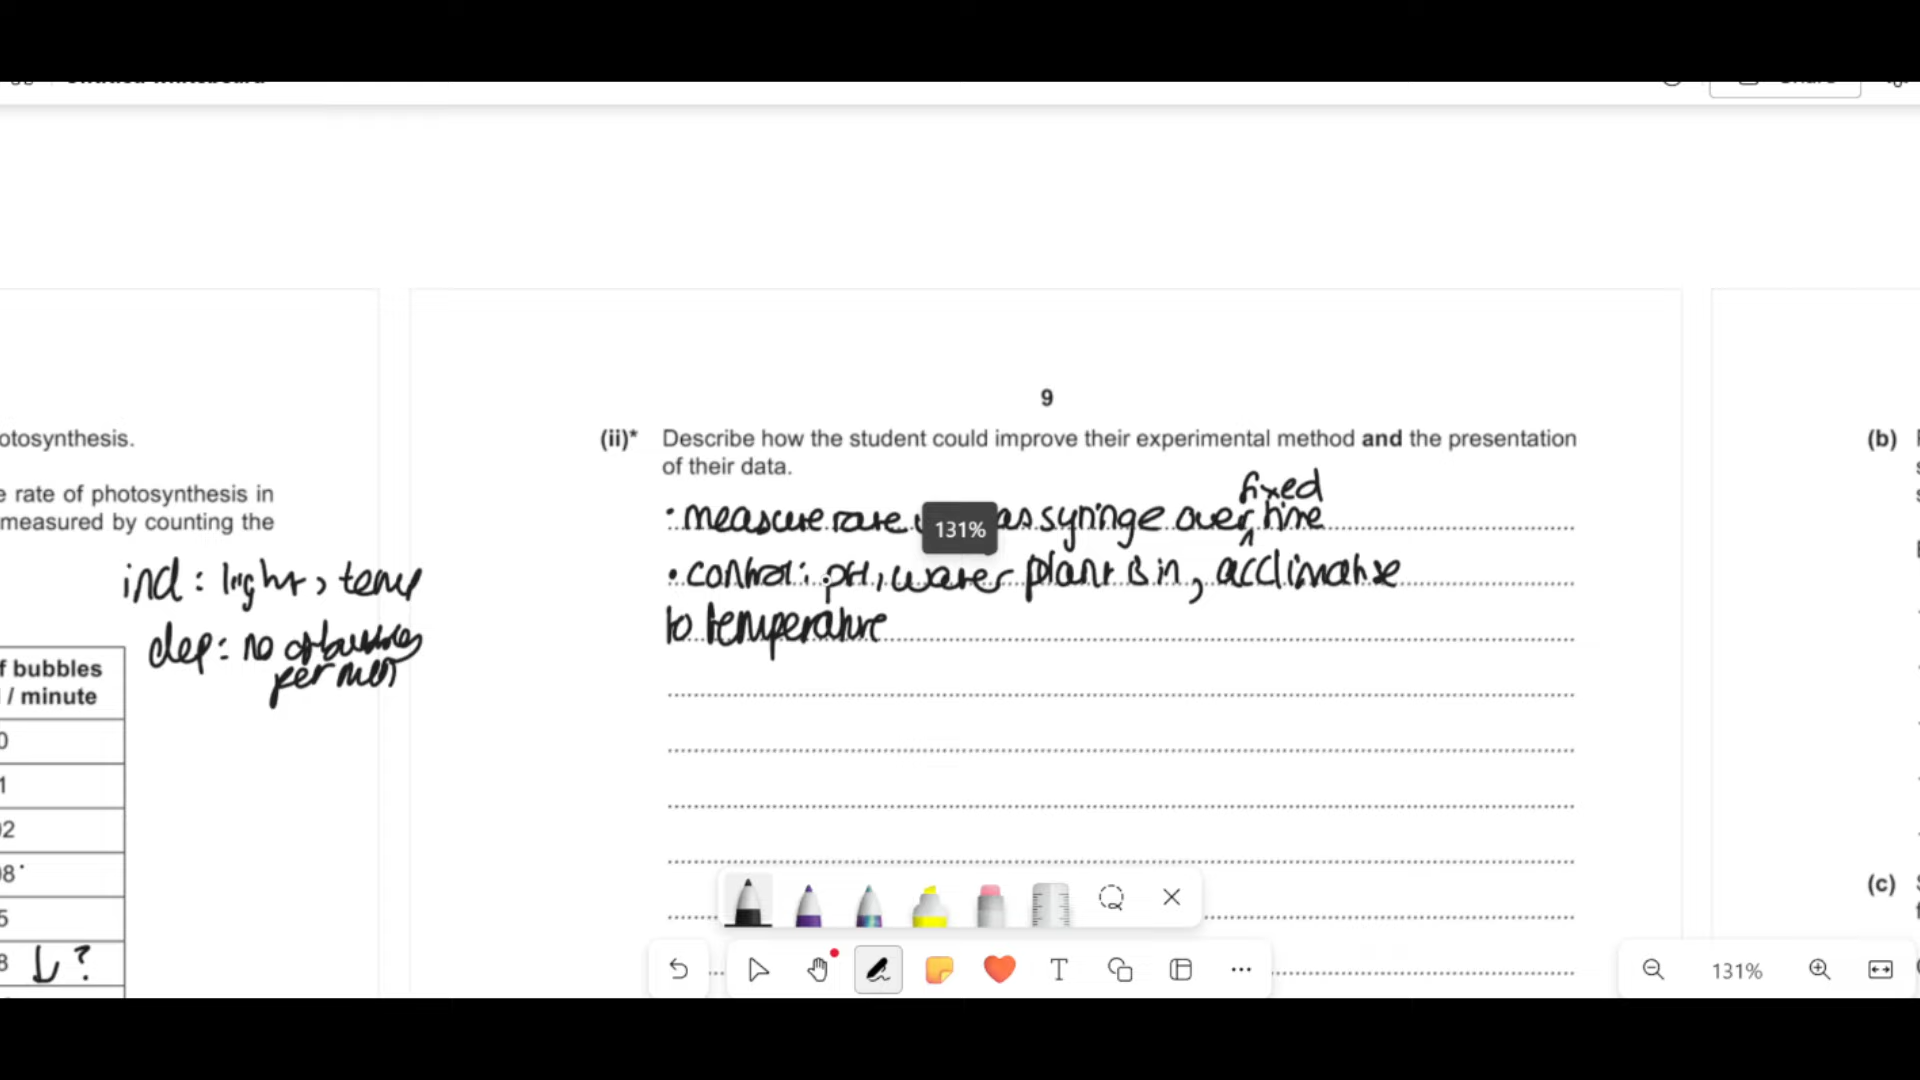 9
otosynthesis.
e rate of photosynthesis in
measured by counting the
ind : light, temp
dep: no of bubbles
per min
f bubbles
/ minute
0
1
02
08
5
8 ↓ ?
(ii)* Describe how the student could improve their experimental method and the presentation
of their data.
fixed
• measure rate as syringe over ^ time
• control: pH, water plant is in, acclimatise
to temperature
131%
(b)
(c)
131%